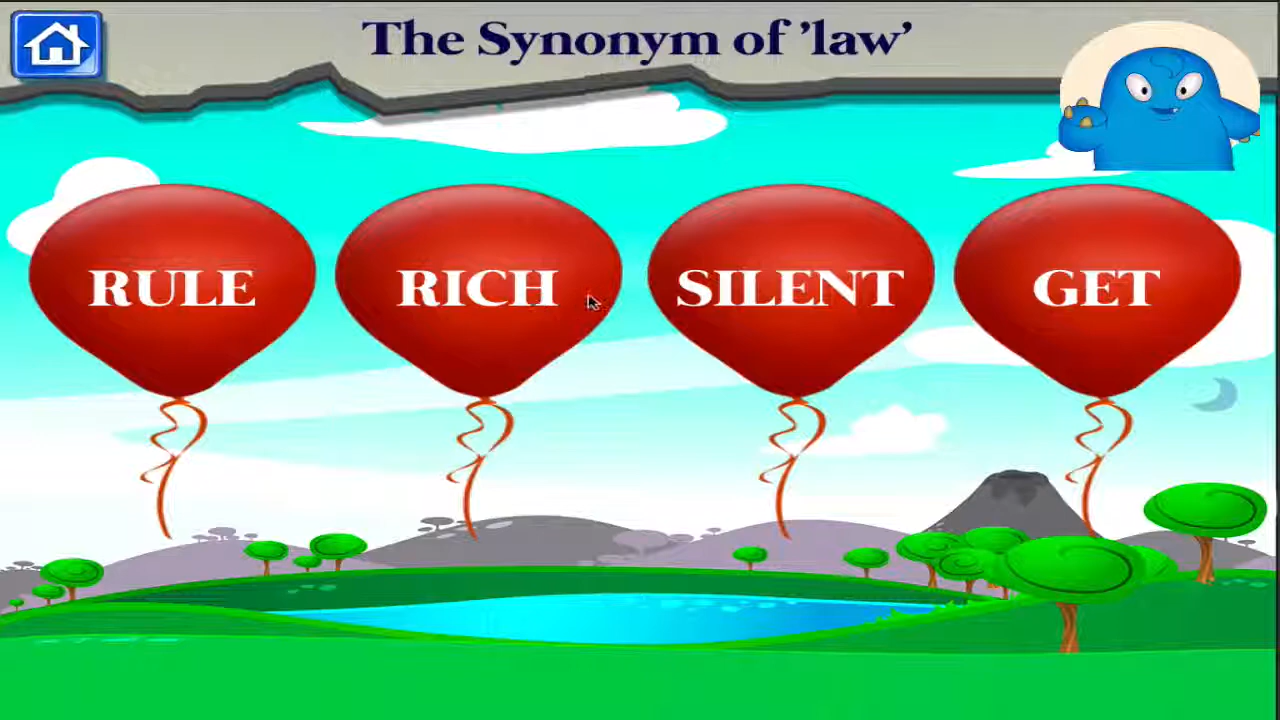 The Synonym of 'law'
RULE
RICH
SILENT
GET